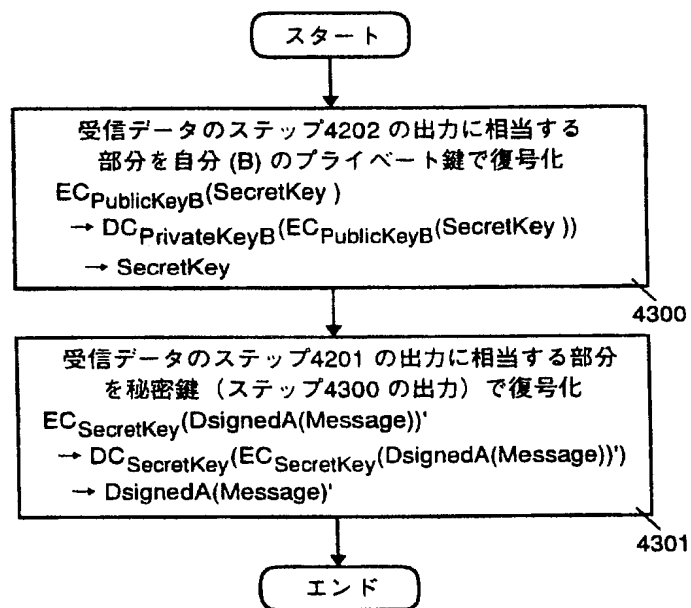 スタート
受信データのステップ4202 の出力に相当する
部分を自分 (B) のプライベート鍵で復号化
EC_PublicKeyB(SecretKey )
→ DC_PrivateKeyB(EC_PublicKeyB(SecretKey ))
→ SecretKey
4300
受信データのステップ4201 の出力に相当する部分
を秘密鍵（ステップ4300 の出力）で復号化
EC_SecretKey(DsignedA(Message))'
→ DC_SecretKey(EC_SecretKey(DsignedA(Message))')
→ DsignedA(Message)'
4301
エンド